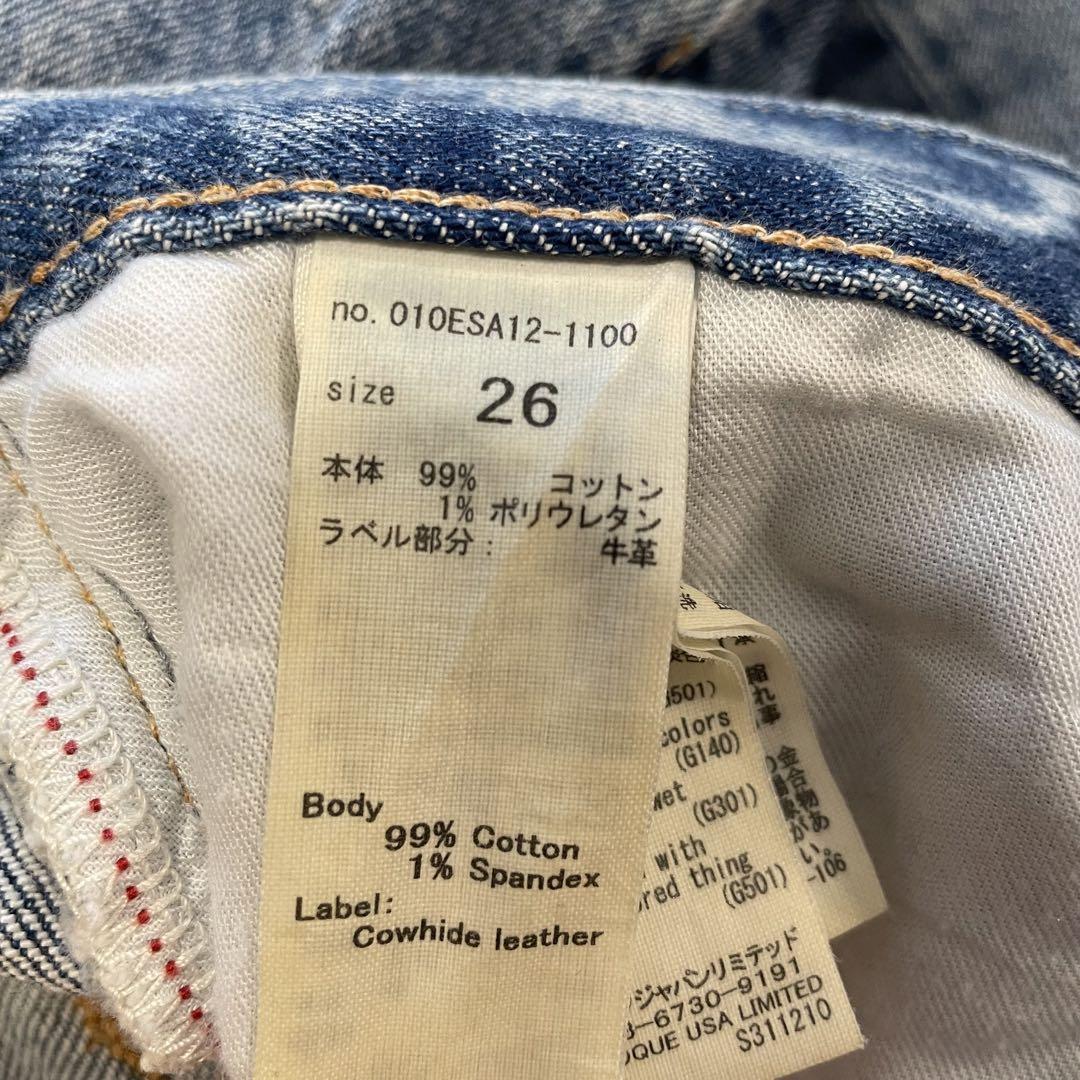 no. 010ESA12-1100
size 26
本体 99% コットン
1% ポリウレタン
ラベル部分: 牛革
Body
99% Cotton
1% Spandex
Label:
Cowhide leather
colors
(G140)
wet
(G301)
with
thing
(G501)
-106
ジャパンリミテッド
-6730-9191
USA LIMITED
S311210